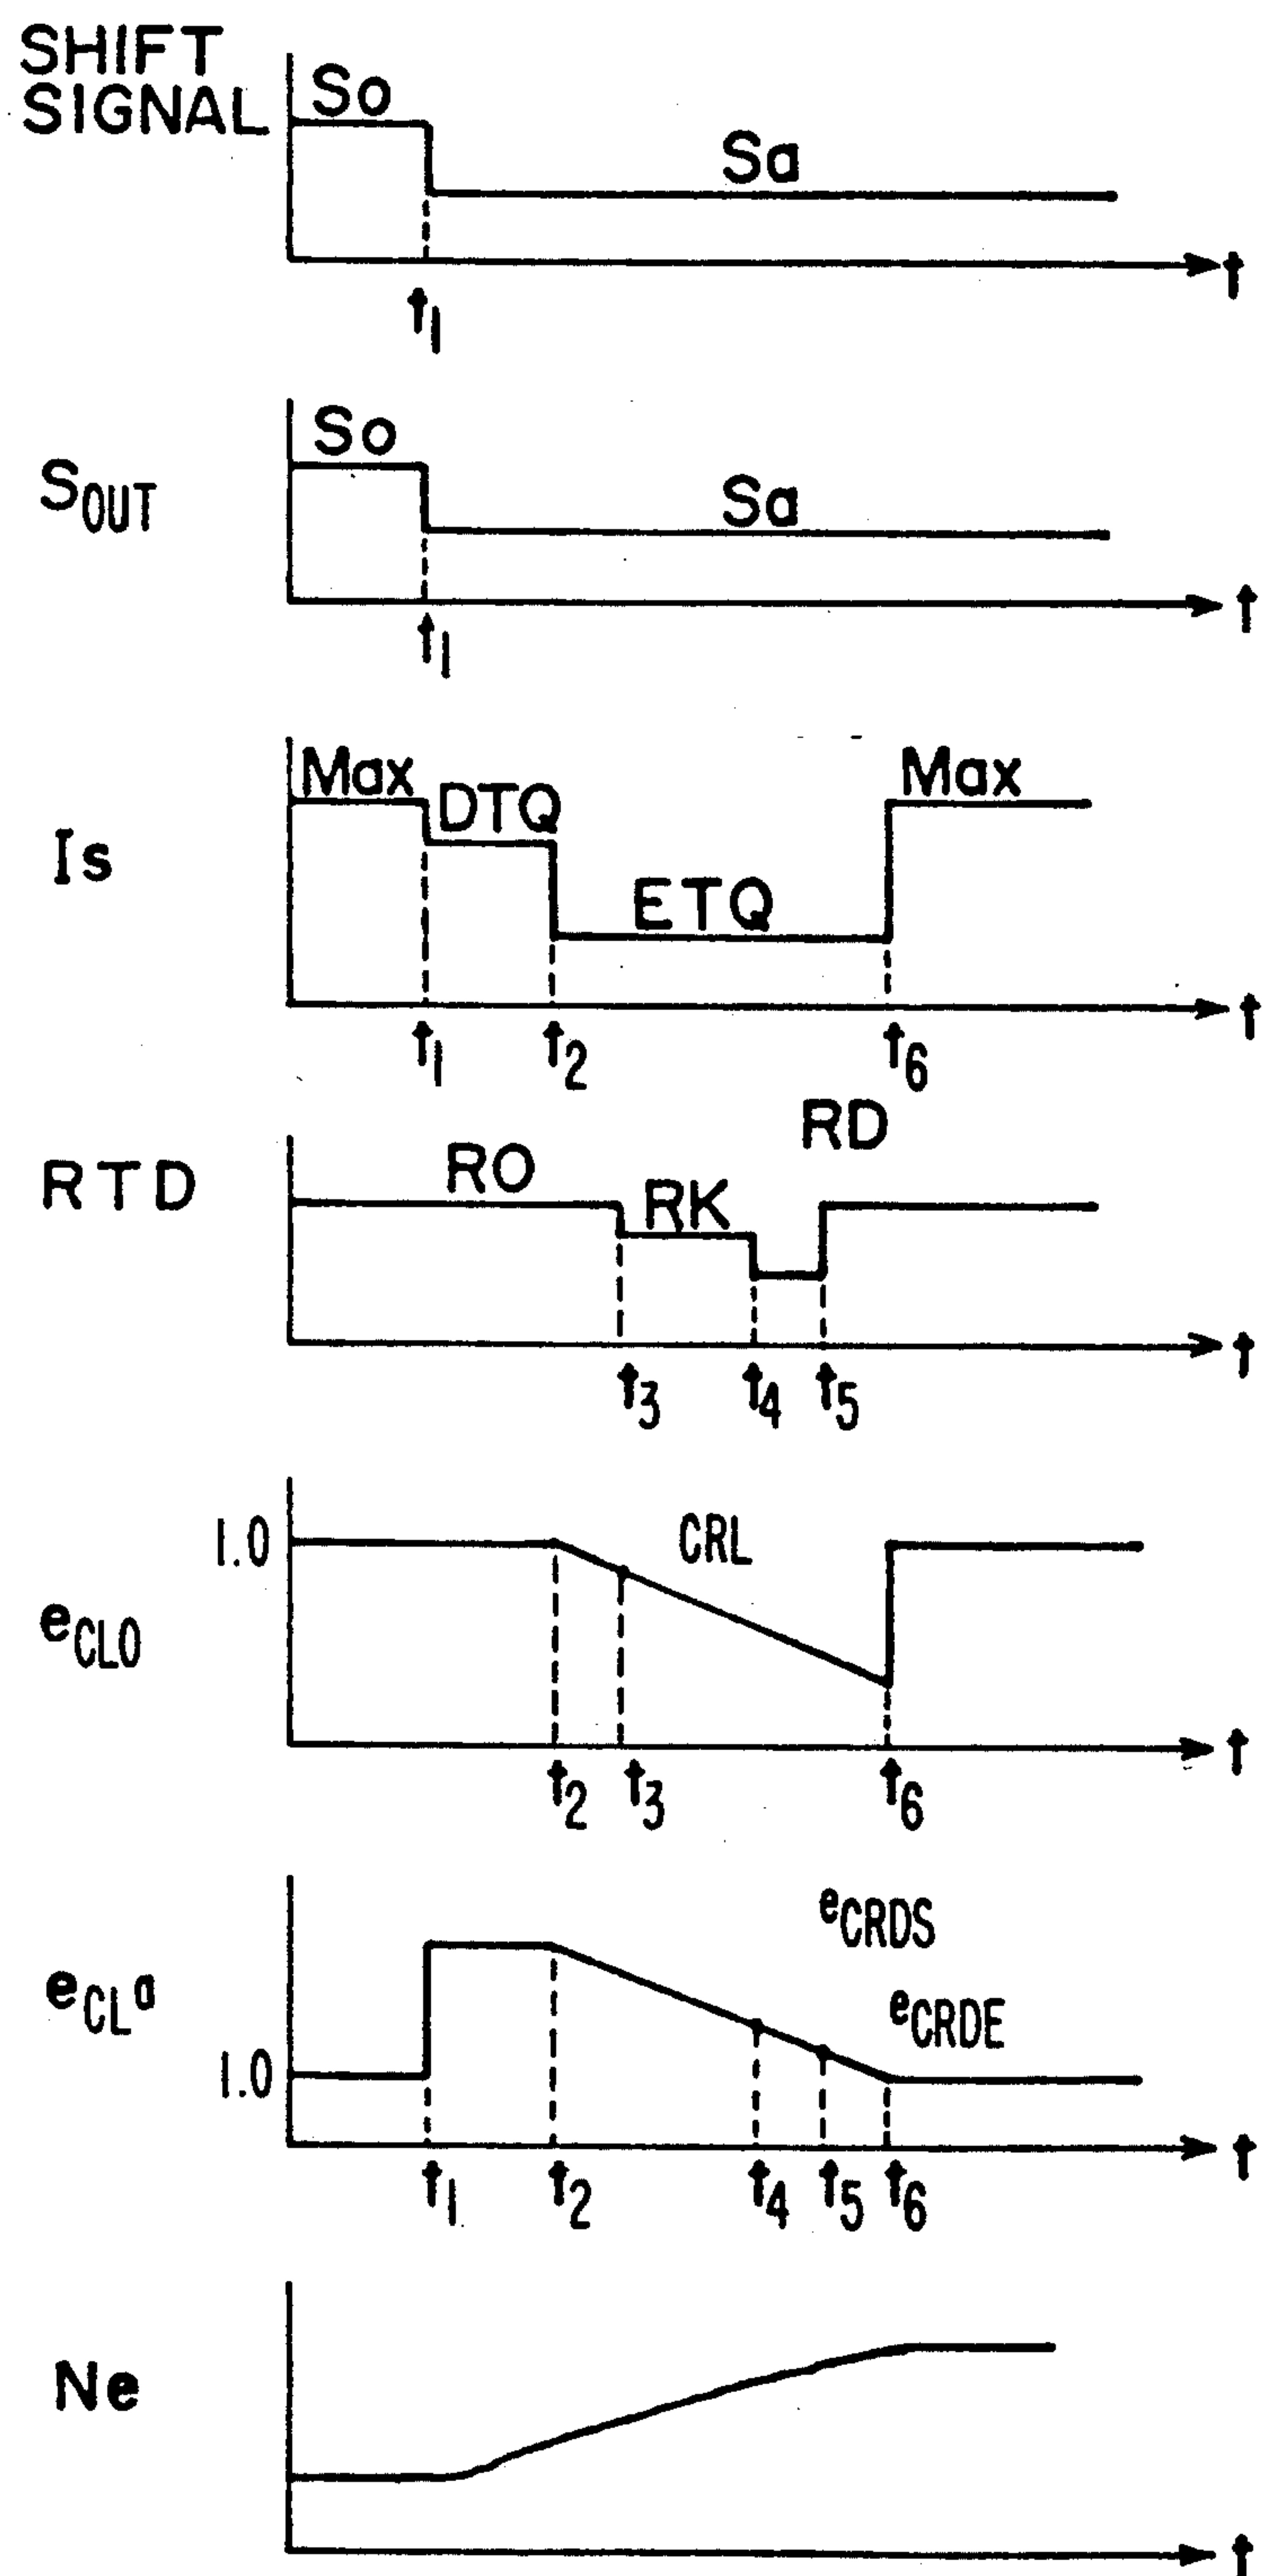 SHIFT
SIGNAL
So
Sa
t
t1
SOUT
So
Sa
t
t1
Is
Max
DTQ
ETQ
Max
t
t1 t2 t6
RTD
RO
RK
RD
t
t3 t4 t5
1.0
eCLO
CRL
t
t2 t3 t6
eCLa
1.0
eCRDS
eCRDE
t
t1 t2 t4 t5 t6
Ne
t